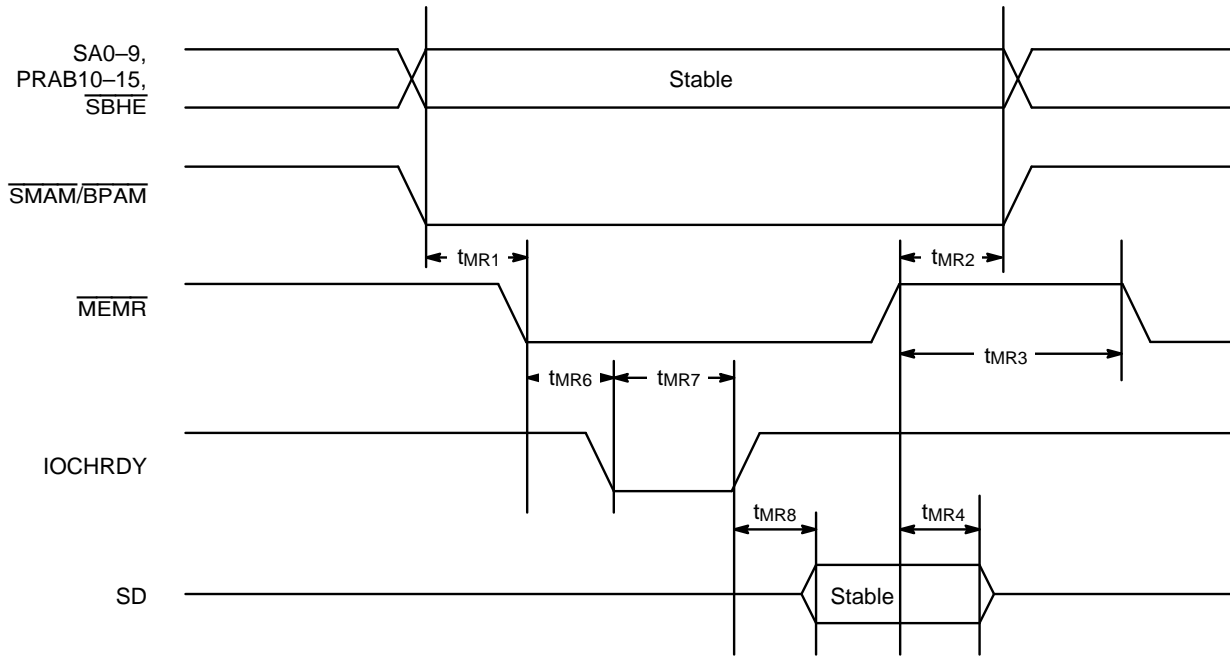 SA0–9,
PRAB10–15,
SBHE
Stable
SMAM/BPAM
tMR1
tMR2
MEMR
tMR3
tMR6
tMR7
IOCHRDY
tMR8
tMR4
SD
Stable